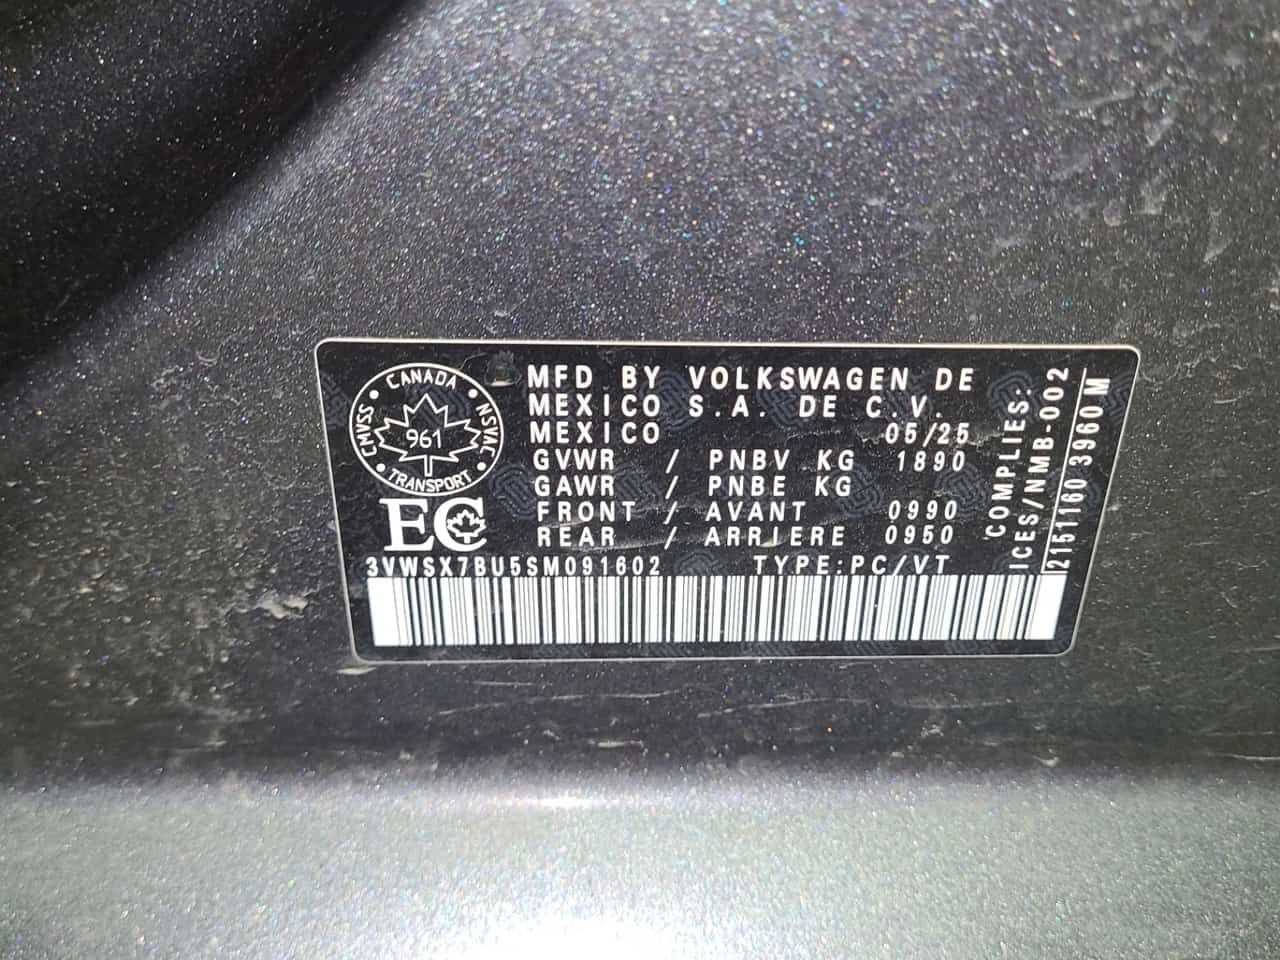 CANADA
CMVSS NSVAC
961
TRANSPORT
EC
MFD BY VOLKSWAGEN DE
MEXICO S.A. DE C.V.
MEXICO 05/25
GVWR / PNBV KG 1890
GAWR / PNBE KG
FRONT / AVANT 0990
REAR / ARRIERE 0950
3VWSX7BU5SM091602 TYPE:PC/VT
COMPLIES:
ICES/NMB-002
2151160 3960 M